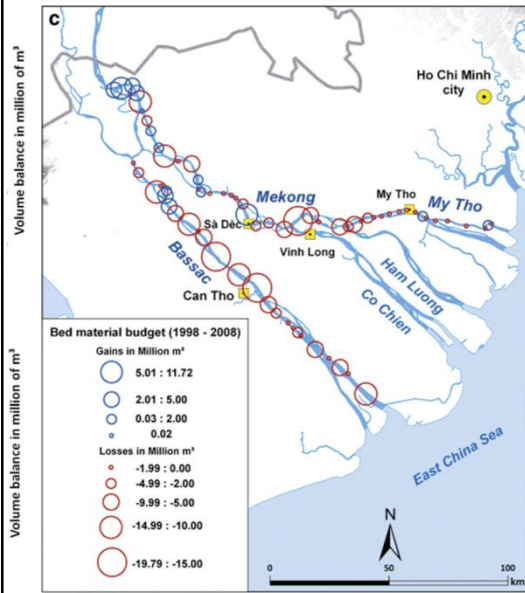 c
Volume balance in million of m³
Volume balance in million of m³
Ho Chi Minh
city
Mekong
My Tho
My Tho
Sà Dèc
Vinh Long
Bassac
Ham Luong
Can Tho
Co Chien
East China Sea
Bed material budget (1998 - 2008)
Gains in Million m³
5.01 : 11.72
2.01 : 5.00
0.03 : 2.00
0.02
Losses in Million m³
-1.99 : 0.00
-4.99 : -2.00
-9.99 : -5.00
-14.99 : -10.00
-19.79 : -15.00
N
0 50 100
km